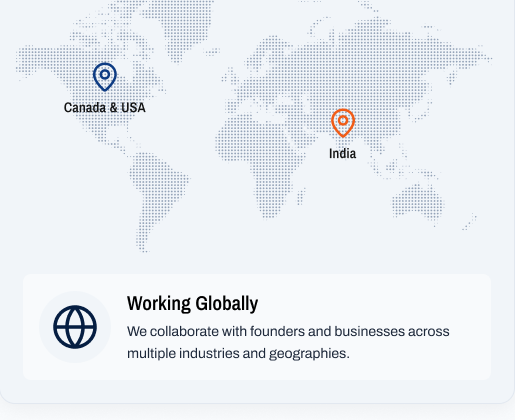 Canada & USA
India
Working Globally
We collaborate with founders and businesses across
multiple industries and geographies.